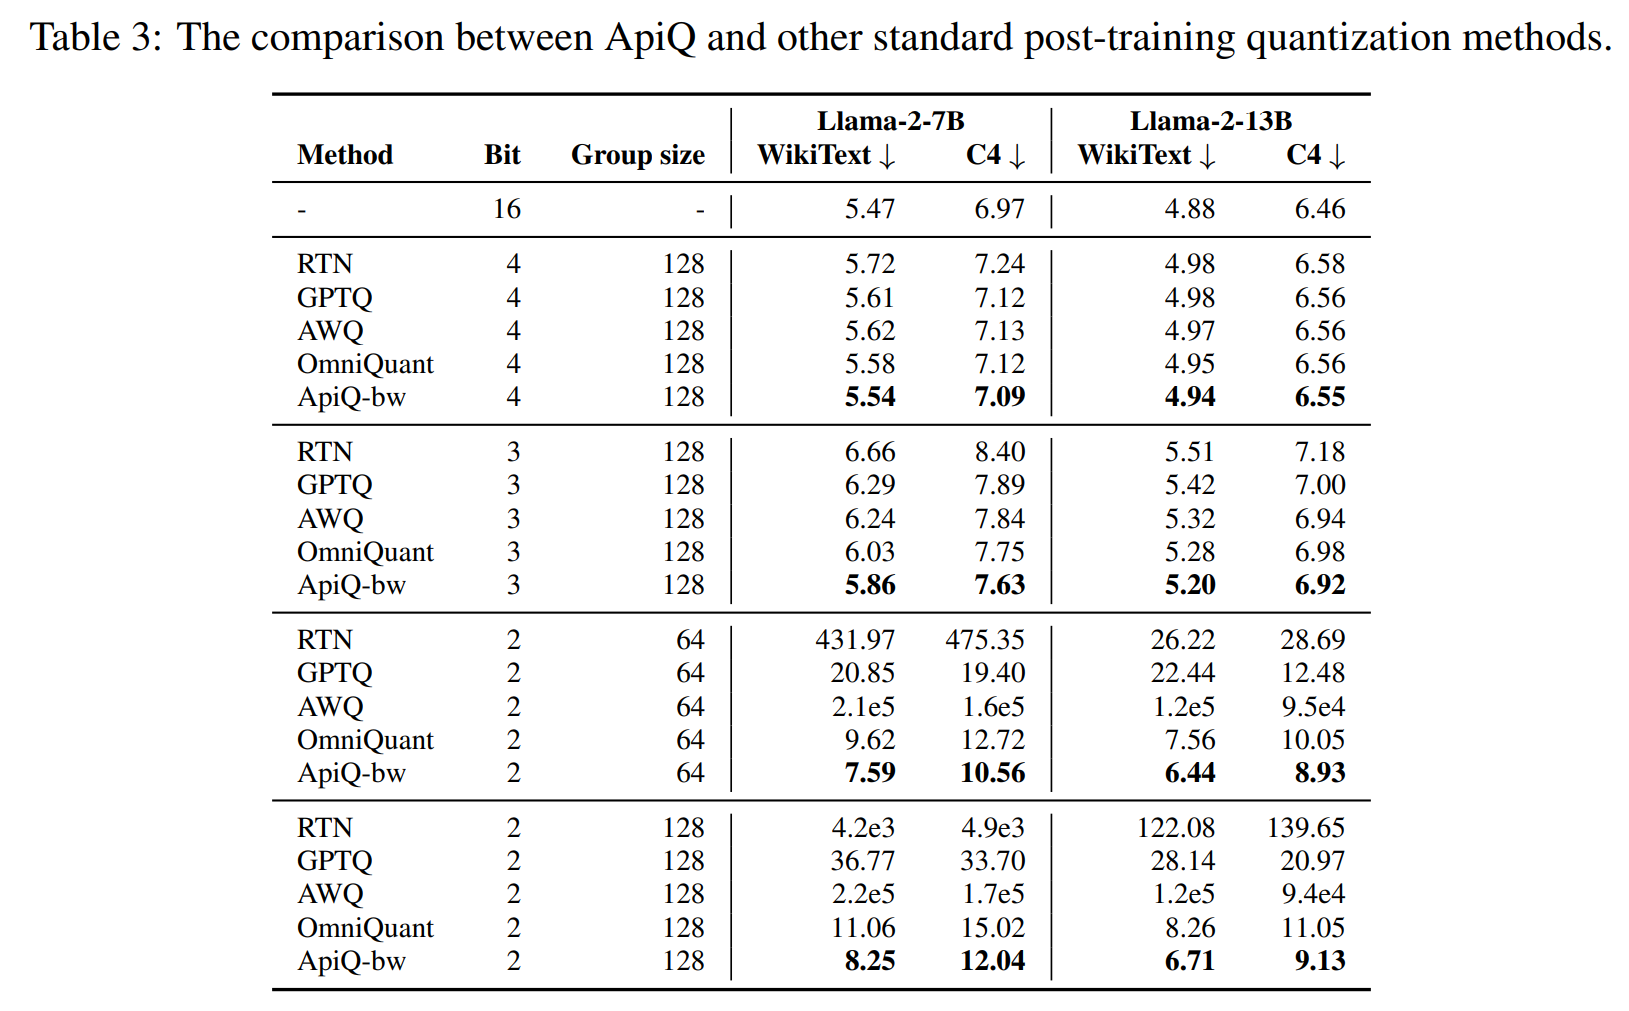 Table 3: The comparison between ApiQ and other standard post-training quantization methods.
Llama-2-7B Llama-2-13B
Method Bit Group size WikiText ↓ C4 ↓ WikiText ↓ C4 ↓
- 16 - 5.47 6.97 4.88 6.46
RTN 4 128 5.72 7.24 4.98 6.58
GPTQ 4 128 5.61 7.12 4.98 6.56
AWQ 4 128 5.62 7.13 4.97 6.56
OmniQuant 4 128 5.58 7.12 4.95 6.56
ApiQ-bw 4 128 5.54 7.09 4.94 6.55
RTN 3 128 6.66 8.40 5.51 7.18
GPTQ 3 128 6.29 7.89 5.42 7.00
AWQ 3 128 6.24 7.84 5.32 6.94
OmniQuant 3 128 6.03 7.75 5.28 6.98
ApiQ-bw 3 128 5.86 7.63 5.20 6.92
RTN 2 64 431.97 475.35 26.22 28.69
GPTQ 2 64 20.85 19.40 22.44 12.48
AWQ 2 64 2.1e5 1.6e5 1.2e5 9.5e4
OmniQuant 2 64 9.62 12.72 7.56 10.05
ApiQ-bw 2 64 7.59 10.56 6.44 8.93
RTN 2 128 4.2e3 4.9e3 122.08 139.65
GPTQ 2 128 36.77 33.70 28.14 20.97
AWQ 2 128 2.2e5 1.7e5 1.2e5 9.4e4
OmniQuant 2 128 11.06 15.02 8.26 11.05
ApiQ-bw 2 128 8.25 12.04 6.71 9.13